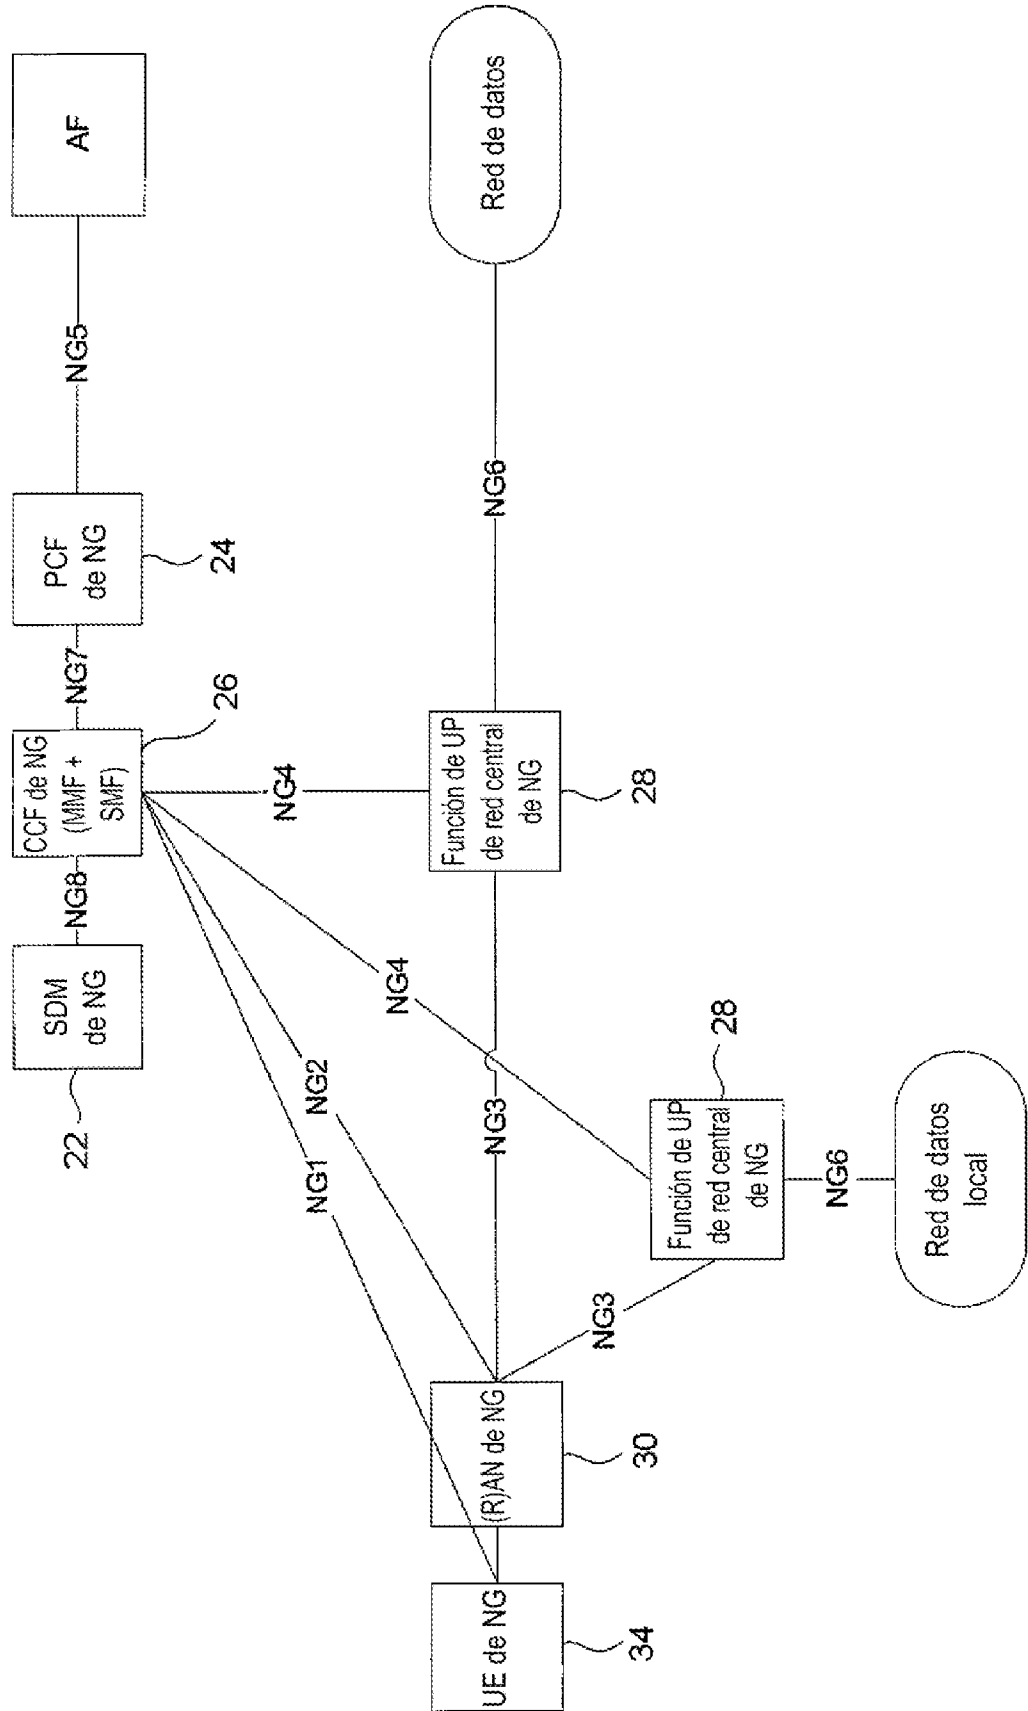 22
SDM
de NG
NG8
CCF de NG
(MMF +
SMF)
26
NG7
PCF
de NG
24
NG5
AF
NG1
NG2
NG4
NG4
UE de NG
34
(R)AN de NG
30
NG3
Función de UP
de red central
de NG
28
NG6
Red de datos
NG3
Función de UP
de red central
de NG
28
NG6
Red de datos
local